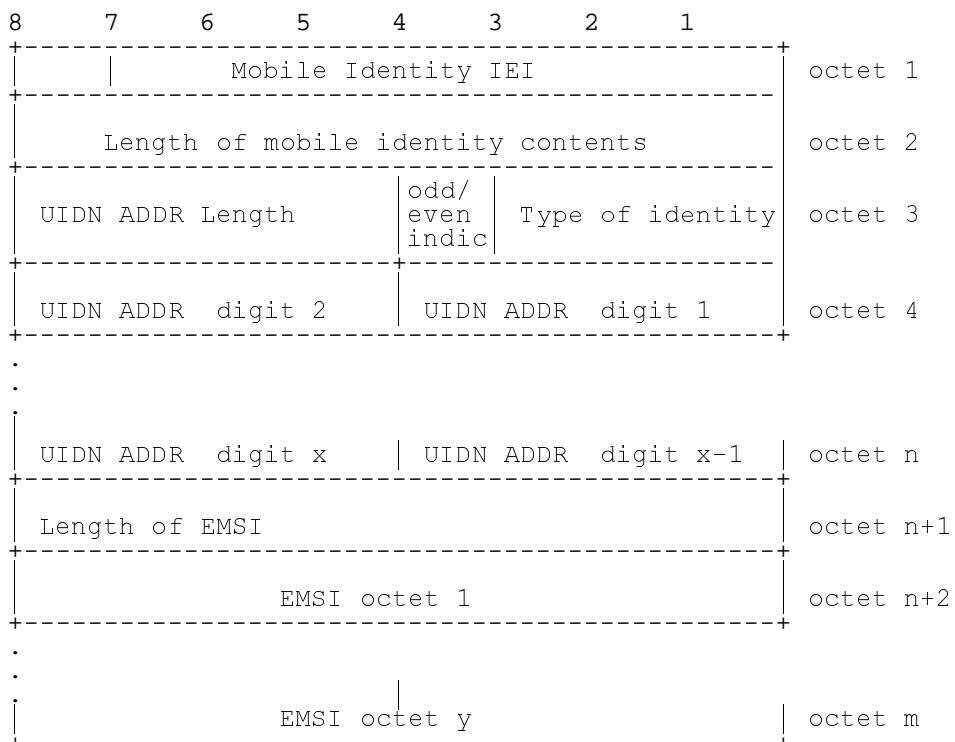 8 7 6 5 4 3 2 1
Mobile Identity IEI octet 1
Length of mobile identity contents octet 2
odd/
UIDN ADDR Length even Type of identity octet 3
indic
UIDN ADDR digit 2 UIDN ADDR digit 1 octet 4
.
.
.
UIDN ADDR digit x UIDN ADDR digit x-1 octet n
Length of EMSI octet n+1
EMSI octet 1 octet n+2
.
.
.
EMSI octet y octet m